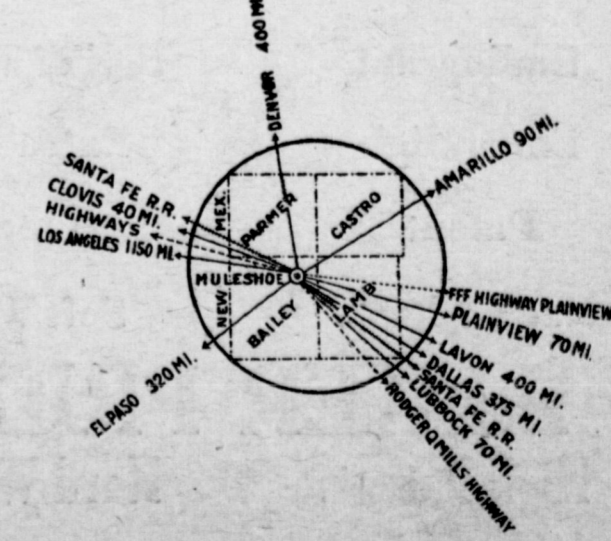 DENVER 400 MI.
AMARILLO 90 MI.
SANTA FE R.R.
CLOVIS 40 MI.
HIGHWAYS
LOS ANGELES 1150 MI.
NEW MEX.
PARMER
CASTRO
MULESHOE
BAILEY
LAMB
FFF HIGHWAY PLAINVIEW
PLAINVIEW 70 MI.
LAVON 400 MI.
DALLAS 375 MI.
SANTA FE R.R.
LUBBOCK 70 MI.
RODGER Q MILLS HIGHWAY
EL PASO 320 MI.